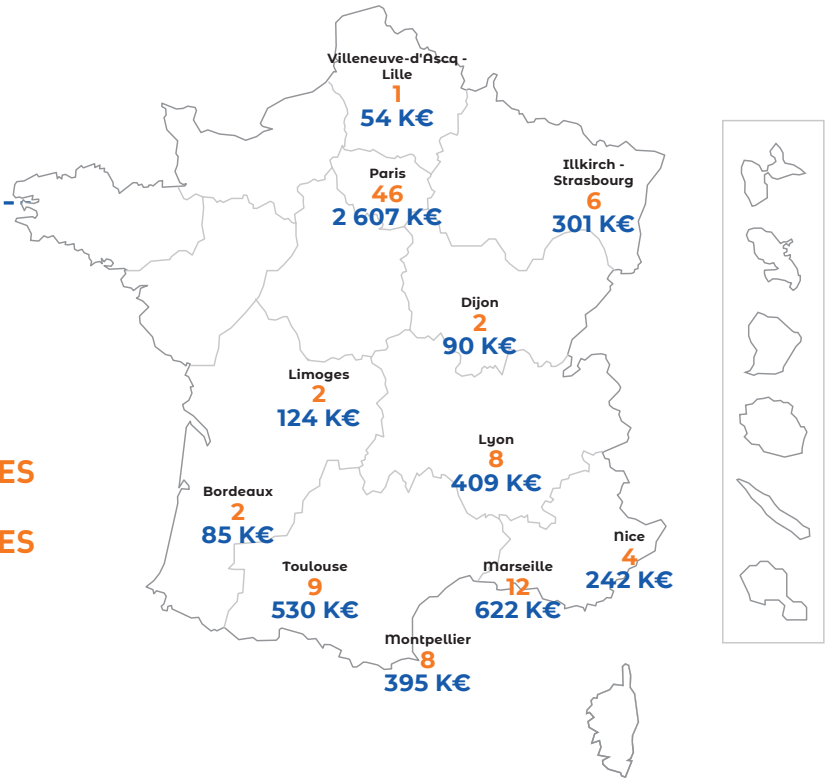 Villeneuve-d'Ascq -
Lille
1
54 K€
Paris
46
2 607 K€
Illkirch -
Strasbourg
6
301 K€
Dijon
2
90 K€
Limoges
2
124 K€
Lyon
8
409 K€
ES
Bordeaux
2
85 K€
ES
Nice
4
242 K€
Toulouse
9
530 K€
Marseille
12
622 K€
Montpellier
8
395 K€